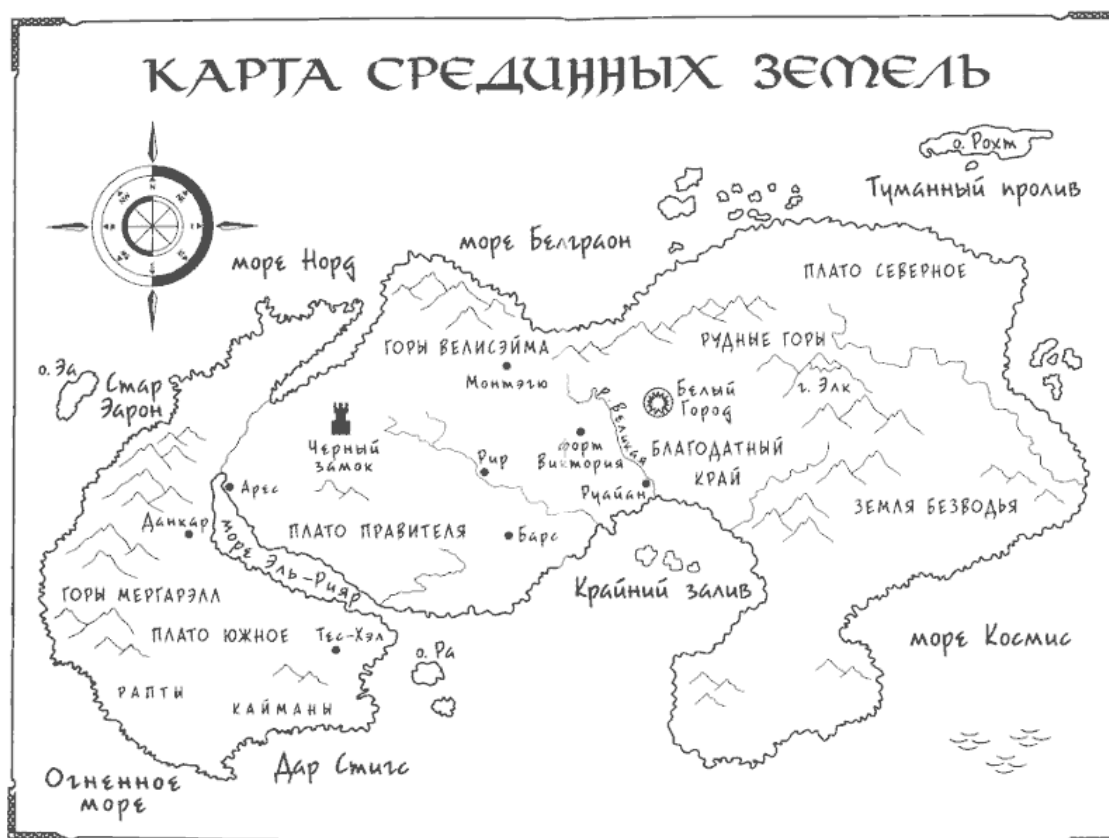 КАРТА СРЕДИННЫХ ЗЕМЕЛЬ
о. Рохт
Туманный пролив
море Белграон
море Норд
ПЛАТО СЕВЕРНОЕ
ГОРЫ ВЕЛИСЭЙМА
РУДНЫЕ ГОРЫ
о. Эа
Стар
Эарон
Монтэгю
г. Элк
Белый
Город
р. Великая
Черный
замок
форт
Виктория
БЛАГОДАТНЫЙ
КРАЙ
Рир
Арес
Руайан
ЗЕМЛЯ БЕЗВОДЬЯ
Данкар
ПЛАТО ПРАВИТЕЛЯ
Барс
море Эль-Рияр
Крайний залив
ГОРЫ МЕРГАРЭЛЛ
ПЛАТО ЮЖНОЕ
Тес-Хэл
о. Ра
море Космис
РАПТЫ
КАЙМАНЫ
Дар Стигс
Огненное
море